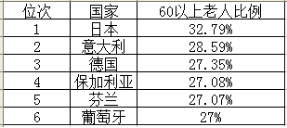 位次 国家 60以上老人比例
1 日本 32.79%
2 意大利 28.59%
3 德国 27.35%
4 保加利亚 27.08%
5 芬兰 27.07%
6 葡萄牙 27%